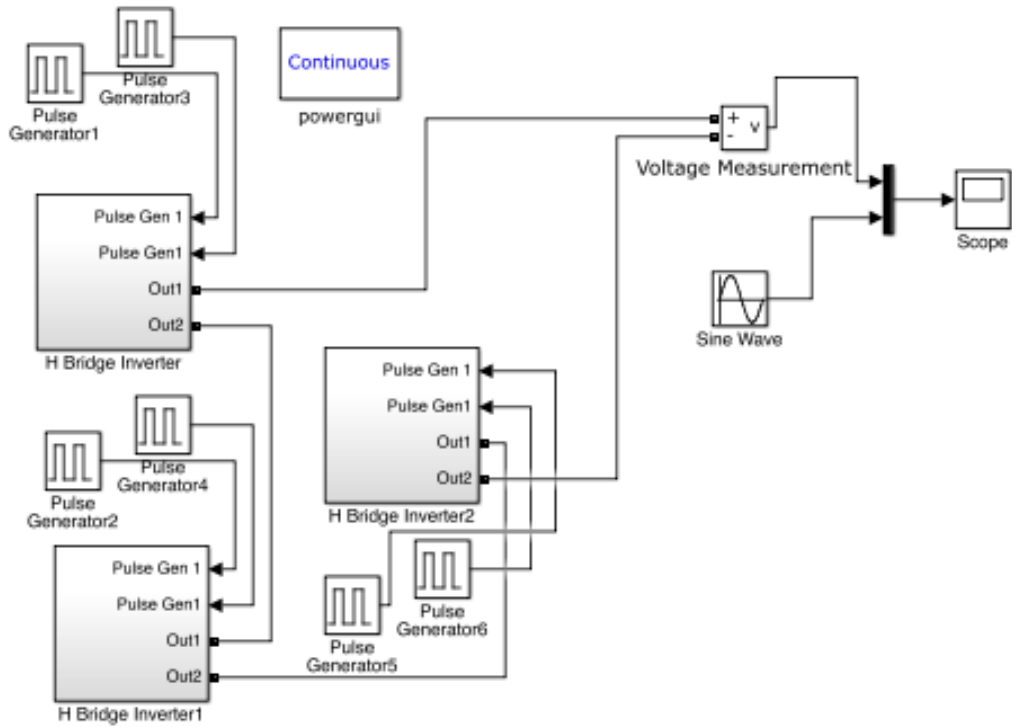 Pulse
Generator3
Pulse
Generator1
Continuous
powergui
+
-
v
Voltage Measurement
Scope
Sine Wave
Pulse Gen 1
Pulse Gen1
Out1
Out2
H Bridge Inverter
Pulse Gen 1
Pulse Gen1
Out1
Out2
H Bridge Inverter2
Pulse
Generator4
Pulse
Generator2
Pulse Gen 1
Pulse Gen1
Out1
Out2
H Bridge Inverter1
Pulse
Generator6
Pulse
Generator5